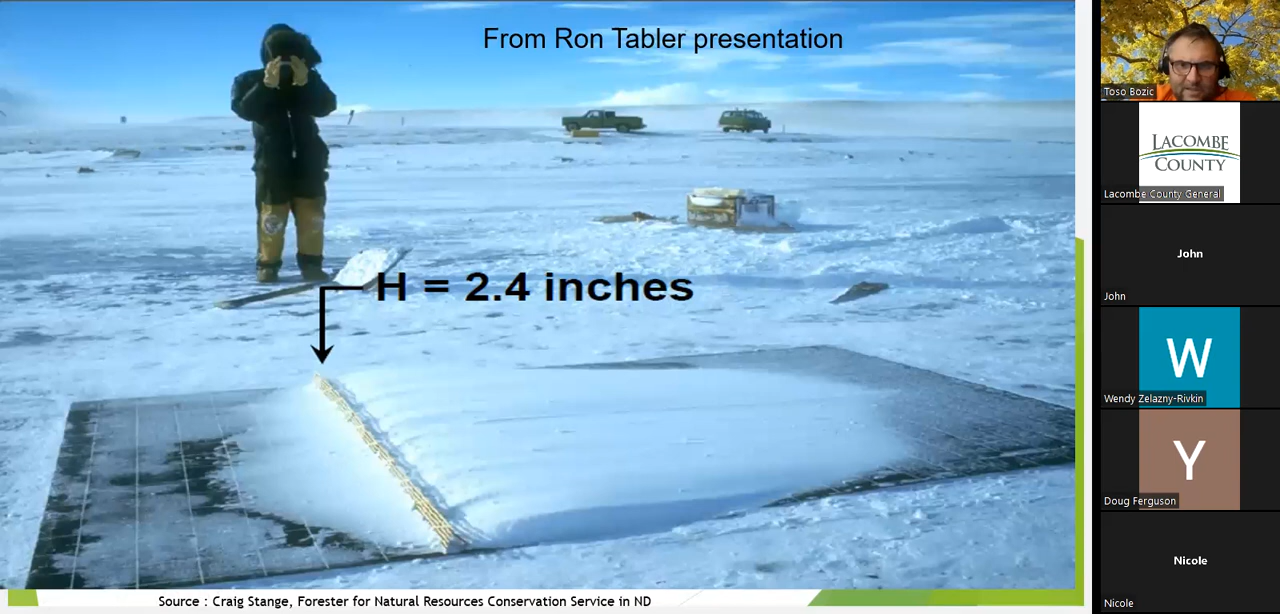 From Ron Tabler presentation
H = 2.4 inches
Source : Craig Stange, Forester for Natural Resources Conservation Service in ND
Toso Bozic
LACOMBE
COUNTY
Lacombe County General
John
John
W
Wendy Zelazny-Rivkin
Y
Doug Ferguson
Nicole
Nicole